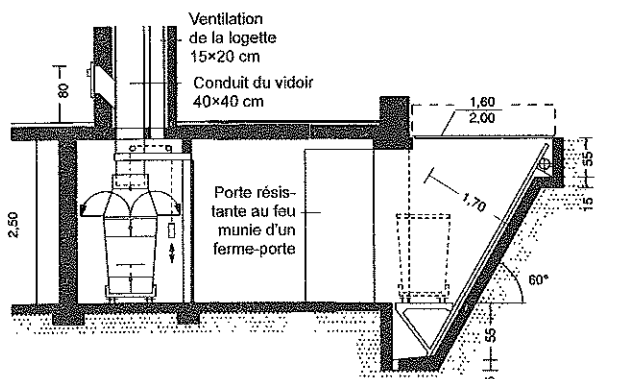 Ventilation
de la logette
15×20 cm
Conduit du vidoir
40×40 cm
80
1,60
2,00
55
15
2,50
Porte résis-
tante au feu
munie d'un
ferme-porte
1,70
60°
55